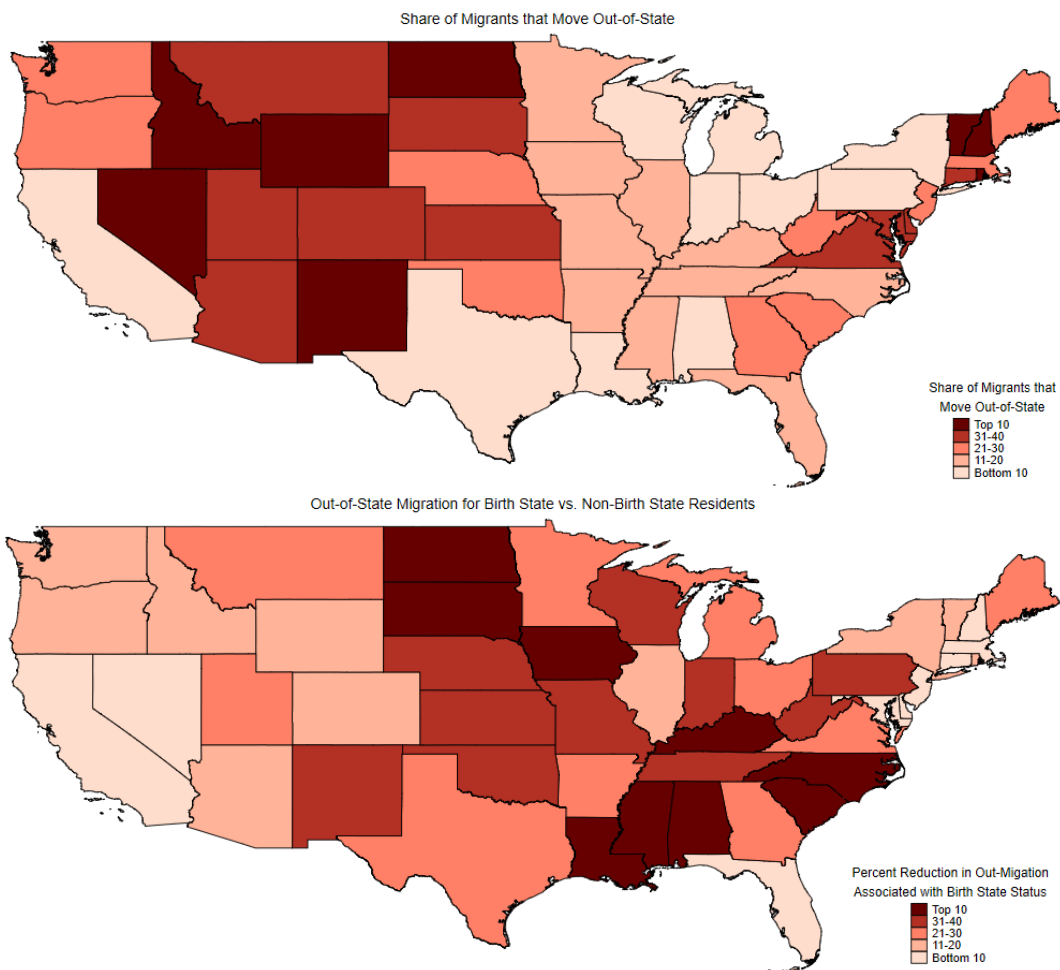 Share of Migrants that Move Out-of-State
Share of Migrants that
Move Out-of-State
Top 10
31-40
21-30
11-20
Bottom 10
Out-of-State Migration for Birth State vs. Non-Birth State Residents
Percent Reduction in Out-Migation
Associated with Birth State Status
Top 10
31-40
21-30
11-20
Bottom 10